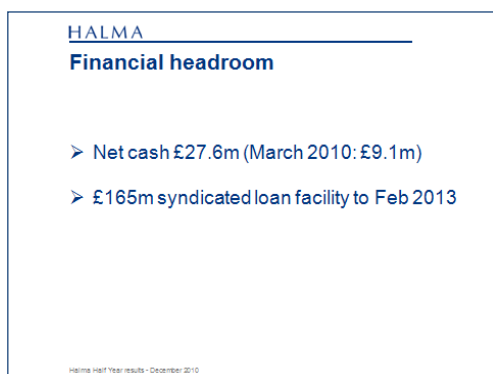 HALMA
Financial headroom
➢ Net cash £27.6m (March 2010: £9.1m)
➢ £165m syndicated loan facility to Feb 2013
Halma Half Year results - December 2010